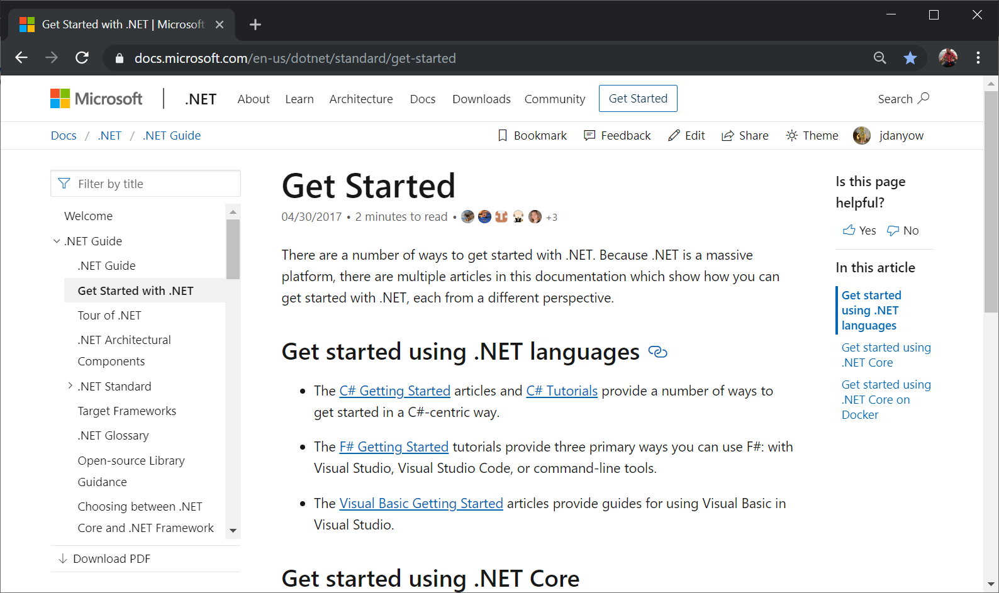 Get Started with .NET | Microsoft
docs.microsoft.com/en-us/dotnet/standard/get-started
Microsoft
.NET
About
Learn
Architecture
Docs
Downloads
Community
Get Started
Search
Docs / .NET / .NET Guide
Bookmark
Feedback
Edit
Share
Theme
jdanyow
Filter by title
Welcome
.NET Guide
.NET Guide
Get Started with .NET
Tour of .NET
.NET Architectural
Components
.NET Standard
Target Frameworks
.NET Glossary
Open-source Library
Guidance
Choosing between .NET
Core and .NET Framework
Download PDF
Get Started
04/30/2017 • 2 minutes to read • +3
There are a number of ways to get started with .NET. Because .NET is a massive
platform, there are multiple articles in this documentation which show how you can
get started with .NET, each from a different perspective.
Get started using .NET languages
• The C# Getting Started articles and C# Tutorials provide a number of ways to
get started in a C#-centric way.
• The F# Getting Started tutorials provide three primary ways you can use F#: with
Visual Studio, Visual Studio Code, or command-line tools.
• The Visual Basic Getting Started articles provide guides for using Visual Basic in
Visual Studio.
Get started using .NET Core
Is this page
helpful?
Yes
No
In this article
Get started
using .NET
languages
Get started using
.NET Core
Get started using
.NET Core on
Docker